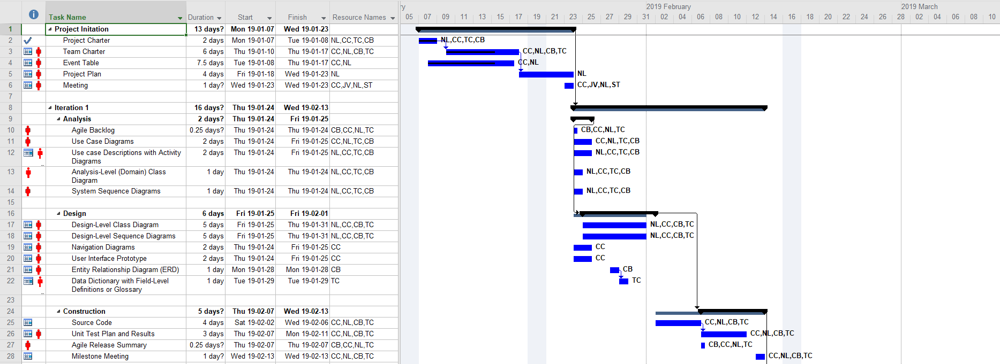 ry 2019 February 2019 March
Task Name Duration Start Finish Resource Names 05 07 09 11 13 15 17 19 21 23 25 27 29 31 02 04 06 08 10 12 14 16 18 20 22 24 26 28 02 04 06 08 10
1 Project Initation 13 days? Mon 19-01-07 Wed 19-01-23
2 Project Charter 2 days Mon 19-01-07 Tue 19-01-08 NL,CC,TC,CB NL,CC,TC,CB
3 Team Charter 6 days Thu 19-01-10 Thu 19-01-17 CC,NL,CB,TC CC,NL,CB,TC
4 Event Table 7.5 days Tue 19-01-08 Thu 19-01-17 CC,NL CC,NL
5 Project Plan 4 days Fri 19-01-18 Wed 19-01-23 NL NL
6 Meeting 1 day? Wed 19-01-23 Wed 19-01-23 CC,JV,NL,ST CC,JV,NL,ST
7
8 Iteration 1 16 days? Thu 19-01-24 Wed 19-02-13
9 Analysis 2 days? Thu 19-01-24 Fri 19-01-25
10 Agile Backlog 0.25 days? Thu 19-01-24 Thu 19-01-24 CB,CC,NL,TC CB,CC,NL,TC
11 Use Case Diagrams 2 days Thu 19-01-24 Fri 19-01-25 CC,NL,TC,CB CC,NL,TC,CB
12 Use case Descriptions with Activity 2 days Thu 19-01-24 Fri 19-01-25 NL,CC,TC,CB NL,CC,TC,CB
... Diagrams
13 Analysis-Level (Domain) Class 1 day Thu 19-01-24 Thu 19-01-24 NL,CC,TC,CB NL,CC,TC,CB
Diagram
14 System Sequence Diagrams 1 day Thu 19-01-24 Thu 19-01-24 NL,CC,TC,CB NL,CC,TC,CB
15
16 Design 6 days Fri 19-01-25 Fri 19-02-01
17 Design-Level Class Diagram 5 days Fri 19-01-25 Thu 19-01-31 NL,CC,CB,TC NL,CC,CB,TC
18 Design-Level Sequence Diagrams 5 days Fri 19-01-25 Thu 19-01-31 NL,CC,CB,TC NL,CC,CB,TC
19 Navigation Diagrams 2 days Thu 19-01-24 Fri 19-01-25 CC CC
20 User Interface Prototype 2 days Thu 19-01-24 Fri 19-01-25 CC CC
21 Entity Relationship Diagram (ERD) 1 day Mon 19-01-28 Mon 19-01-28 CB CB
22 Data Dictionary with Field-Level 1 day Tue 19-01-29 Tue 19-01-29 TC TC
... Definitions or Glossary
23
24 Construction 5 days? Thu 19-02-07 Wed 19-02-13
25 Source Code 4 days Sat 19-02-02 Wed 19-02-06 CC,NL,CB,TC CC,NL,CB,TC
26 Unit Test Plan and Results 3 days Thu 19-02-07 Mon 19-02-11 CC,NL,CB,TC CC,NL,CB,TC
27 Agile Release Summary 0.25 days? Thu 19-02-07 Thu 19-02-07 CB,CC,NL,TC CB,CC,NL,TC
28 Milestone Meeting 1 day? Wed 19-02-13 Wed 19-02-13 CC,NL,CB,TC CC,NL,CB,TC